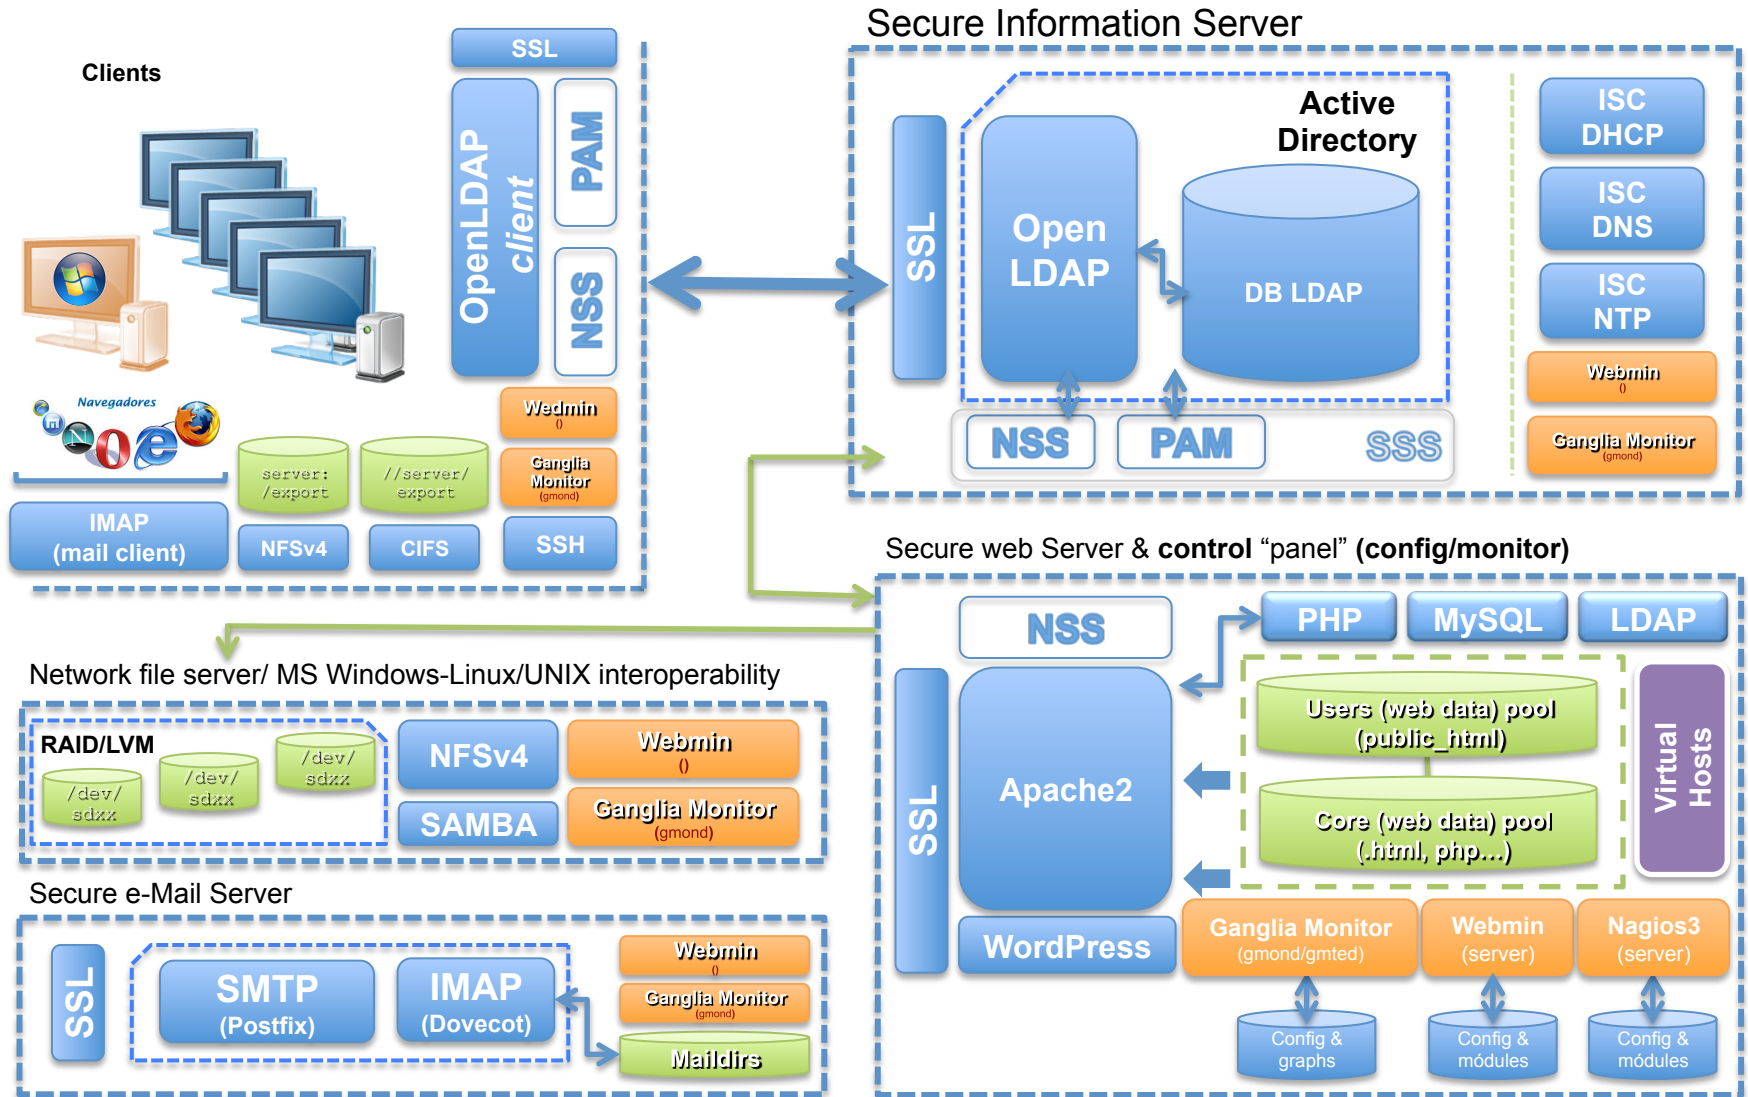 Secure Information Server
Clients
SSL
OpenLDAP
client
PAM
NSS
Navegadores
Wedmin
()
Ganglia
Monitor
(gmond)
server:
/export
//server/
export
IMAP
(mail client)
NFSv4
CIFS
SSH
SSL
Active
Directory
Open
LDAP
DB LDAP
NSS
PAM
SSS
ISC
DHCP
ISC
DNS
ISC
NTP
Webmin
()
Ganglia Monitor
(gmond)
Secure web Server & control “panel” (config/monitor)
NSS
PHP
MySQL
LDAP
SSL
Apache2
Users (web data) pool
(public_html)
Core (web data) pool
(.html, php...)
Virtual
Hosts
WordPress
Ganglia Monitor
(gmond/gmted)
Webmin
(server)
Nagios3
(server)
Config &
graphs
Config &
módules
Config &
módules
Network file server/ MS Windows-Linux/UNIX interoperability
RAID/LVM
/dev/
sdxx
/dev/
sdxx
/dev/
sdxx
NFSv4
SAMBA
Webmin
()
Ganglia Monitor
(gmond)
Secure e-Mail Server
SSL
SMTP
(Postfix)
IMAP
(Dovecot)
Webmin
()
Ganglia Monitor
(gmond)
Maildirs